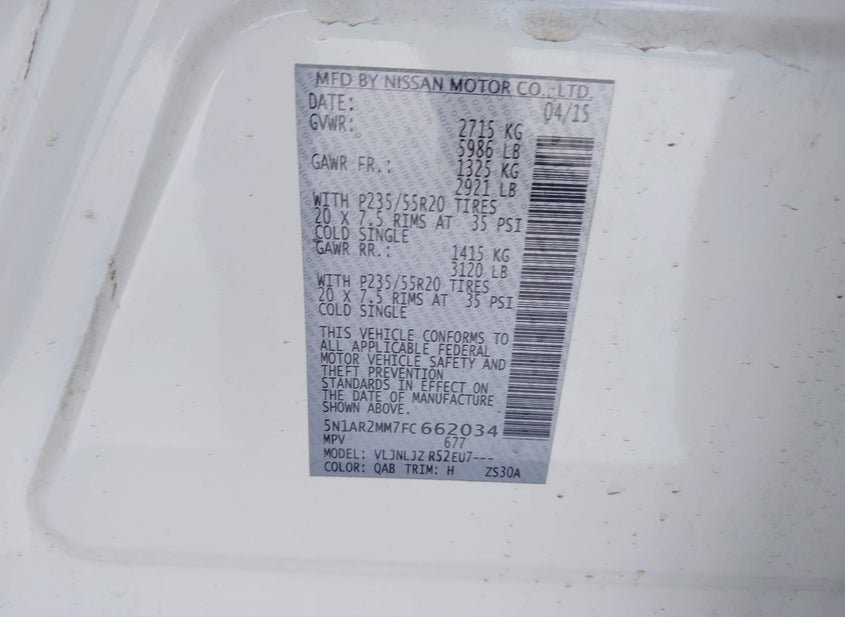 MFD BY NISSAN MOTOR CO., LTD.
DATE: 04/15
GVWR: 2715 KG
5986 LB
GAWR FR.: 1325 KG
2921 LB
WITH P235/55R20 TIRES
20 X 7.5 RIMS AT 35 PSI
COLD SINGLE
GAWR RR.: 1415 KG
3120 LB
WITH P235/55R20 TIRES
20 X 7.5 RIMS AT 35 PSI
COLD SINGLE
THIS VEHICLE CONFORMS TO
ALL APPLICABLE FEDERAL
MOTOR VEHICLE SAFETY AND
THEFT PREVENTION
STANDARDS IN EFFECT ON
THE DATE OF MANUFACTURE
SHOWN ABOVE.
5N1AR2MM7FC662034
MPV 677
MODEL: VLJNLJZ R52EU7---
COLOR: QAB TRIM: H ZS30A